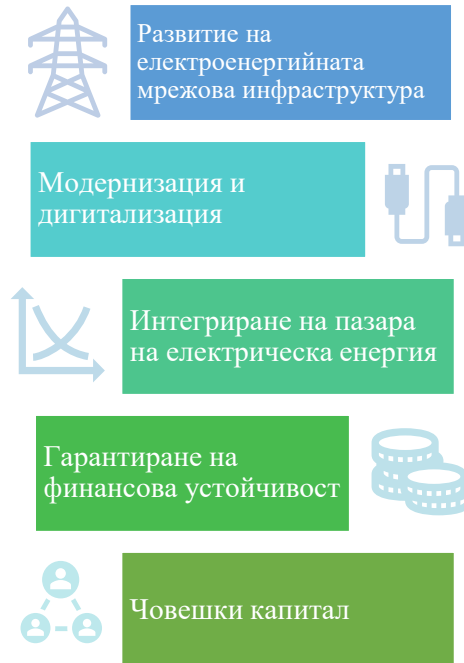 Развитие на
електроенергийната
мрежова инфраструктура
Модернизация и
дигитализация
Интегриране на пазара
на електрическа енергия
Гарантиране на
финансова устойчивост
Човешки капитал